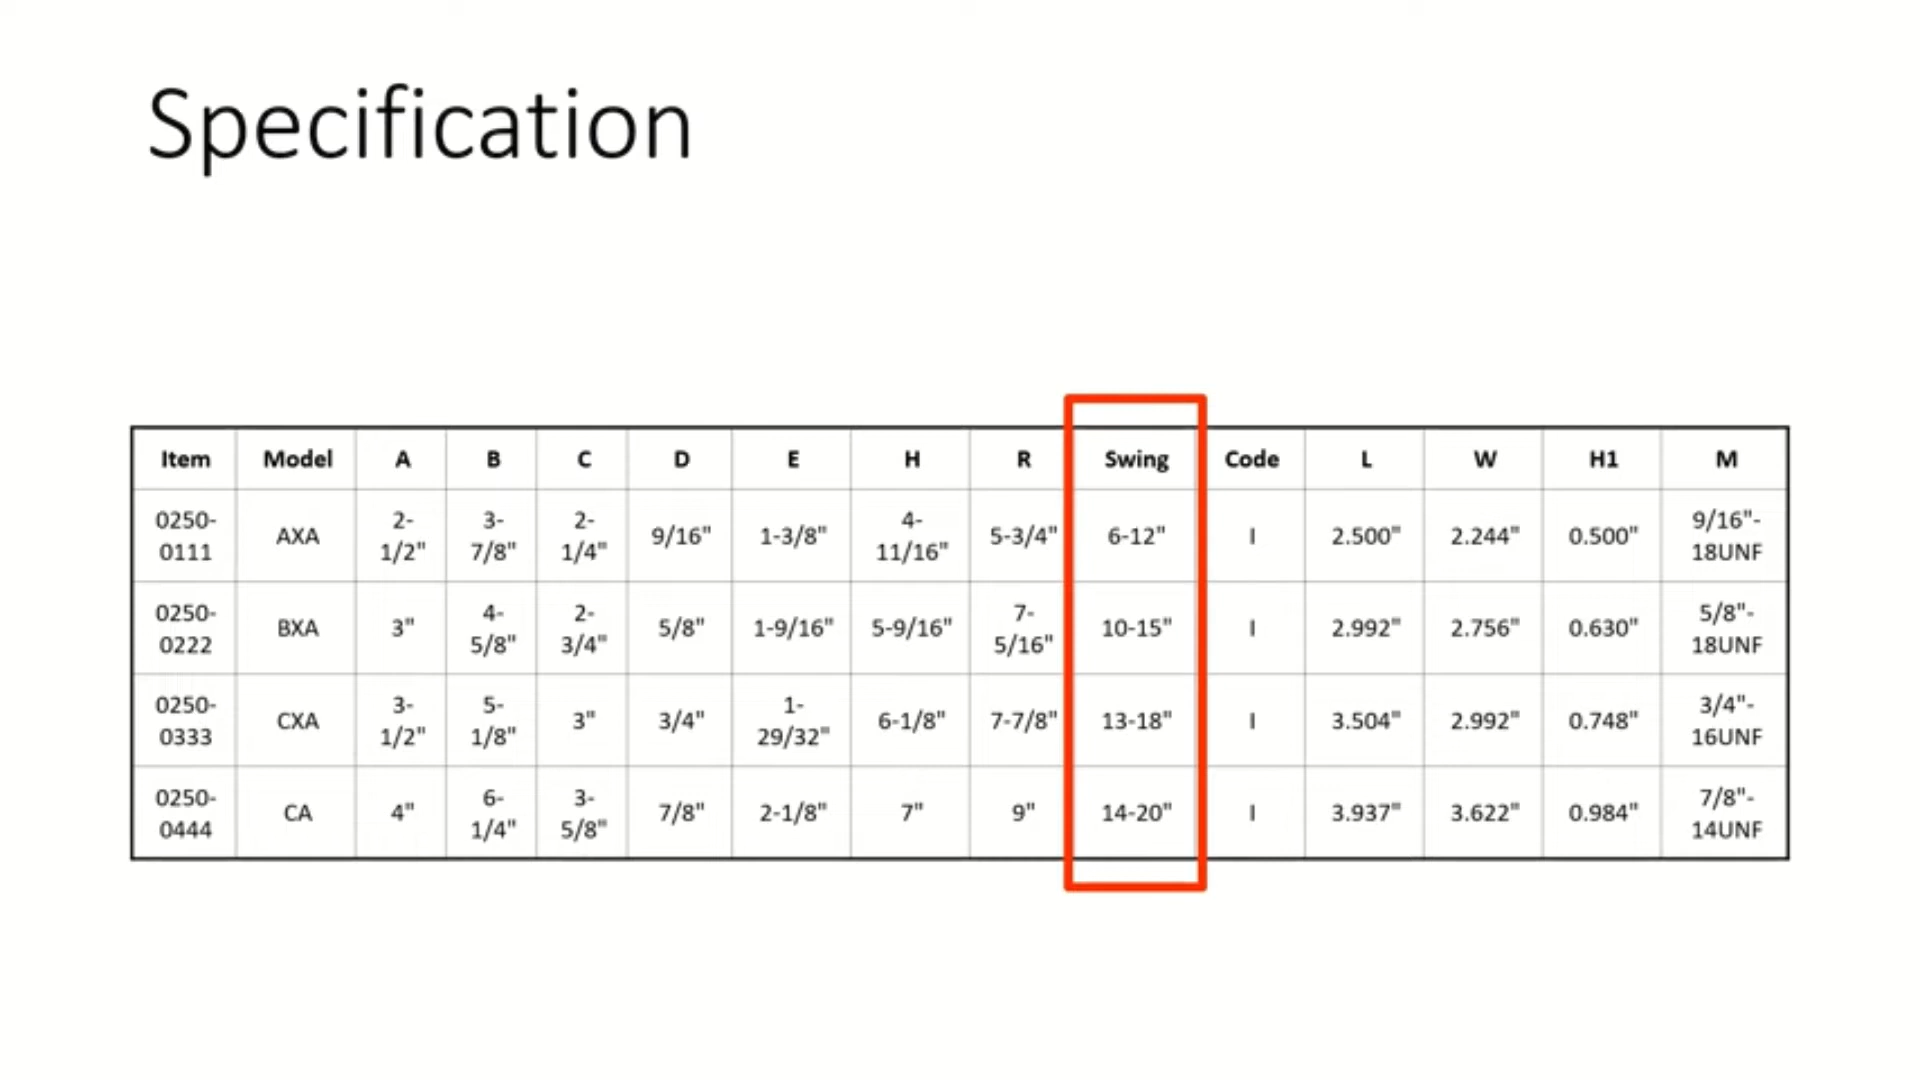 Specification
Item Model A B C D E H R Swing Code L W H1 M
0250-0111 AXA 2-1/2" 3-7/8" 2-1/4" 9/16" 1-3/8" 4-11/16" 5-3/4" 6-12" I 2.500" 2.244" 0.500" 9/16"-18UNF
0250-0222 BXA 3" 4-5/8" 2-3/4" 5/8" 1-9/16" 5-9/16" 7-5/16" 10-15" I 2.992" 2.756" 0.630" 5/8"-18UNF
0250-0333 CXA 3-1/2" 5-1/8" 3" 3/4" 1-29/32" 6-1/8" 7-7/8" 13-18" I 3.504" 2.992" 0.748" 3/4"-16UNF
0250-0444 CA 4" 6-1/4" 3-5/8" 7/8" 2-1/8" 7" 9" 14-20" I 3.937" 3.622" 0.984" 7/8"-14UNF